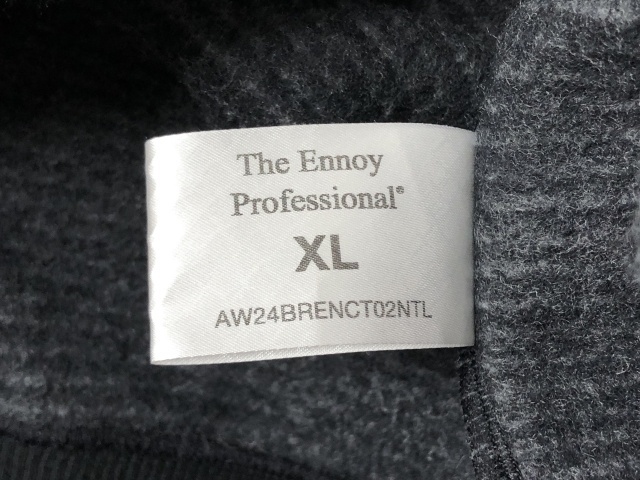 The Ennoy
Professional®
XL
AW24BRENCT02NTL